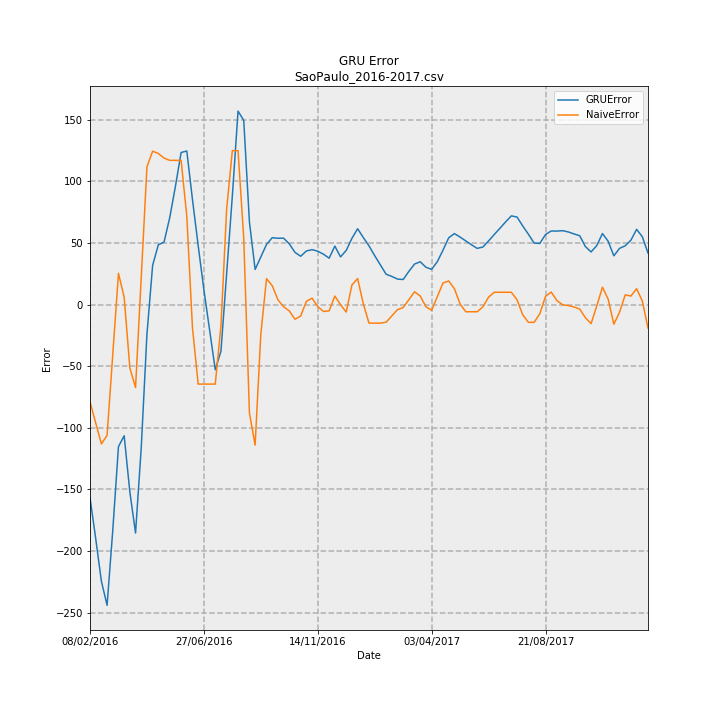 GRU Error
SaoPaulo_2016-2017.csv
GRUError
NaiveError
150
100
50
0
−50
−100
−150
−200
−250
Error
08/02/2016
27/06/2016
14/11/2016
03/04/2017
21/08/2017
Date